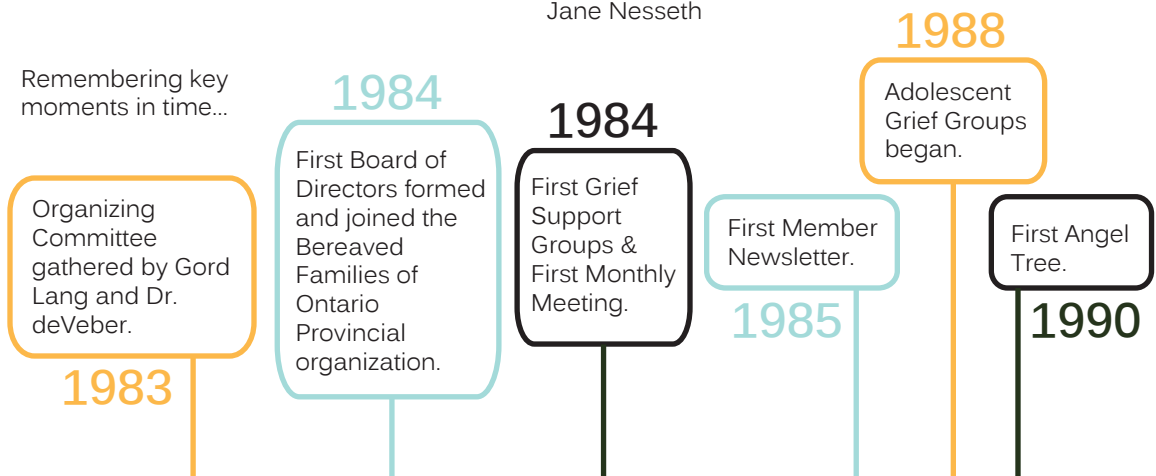 Jane Nesseth
Remembering key
moments in time...
Organizing
Committee
gathered by Gord
Lang and Dr.
deVeber.
1983
1984
First Board of
Directors formed
and joined the
Bereaved
Families of
Ontario
Provincial
organization.
1984
First Grief
Support
Groups &
First Monthly
Meeting.
First Member
Newsletter.
1985
1988
Adolescent
Grief Groups
began.
First Angel
Tree.
1990